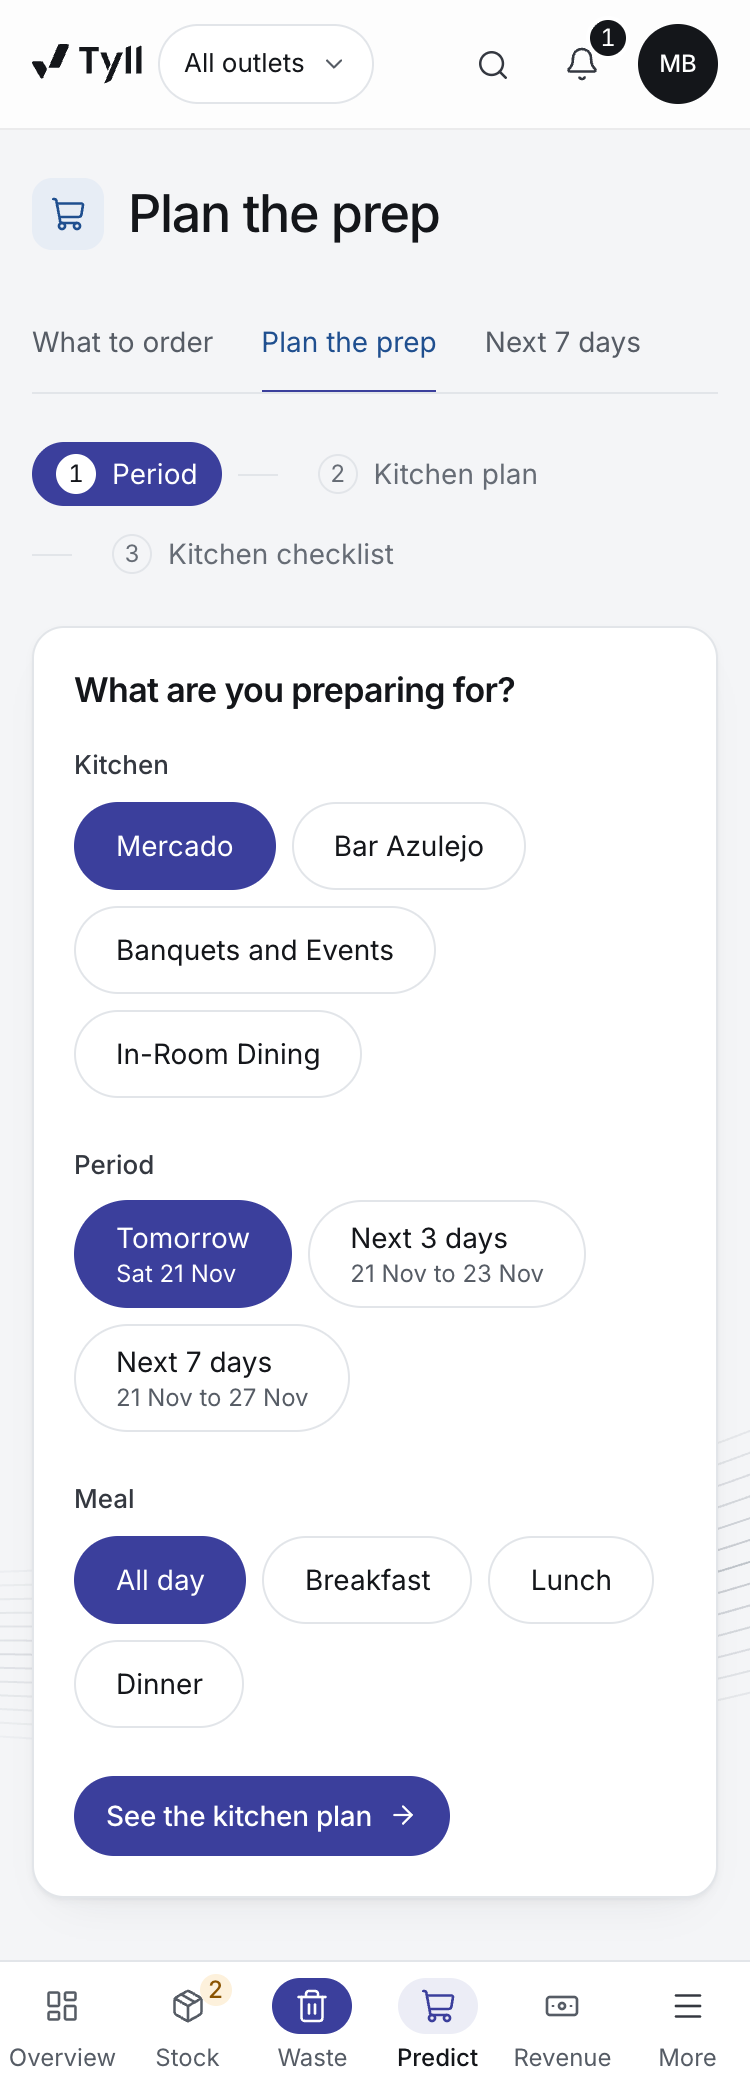 Tyll
All outlets
1
MB
Plan the prep
What to order
Plan the prep
Next 7 days
1 Period
2 Kitchen plan
3 Kitchen checklist
What are you preparing for?
Kitchen
Mercado
Bar Azulejo
Banquets and Events
In-Room Dining
Period
Tomorrow
Sat 21 Nov
Next 3 days
21 Nov to 23 Nov
Next 7 days
21 Nov to 27 Nov
Meal
All day
Breakfast
Lunch
Dinner
See the kitchen plan
Overview
2
Stock
Waste
Predict
Revenue
More